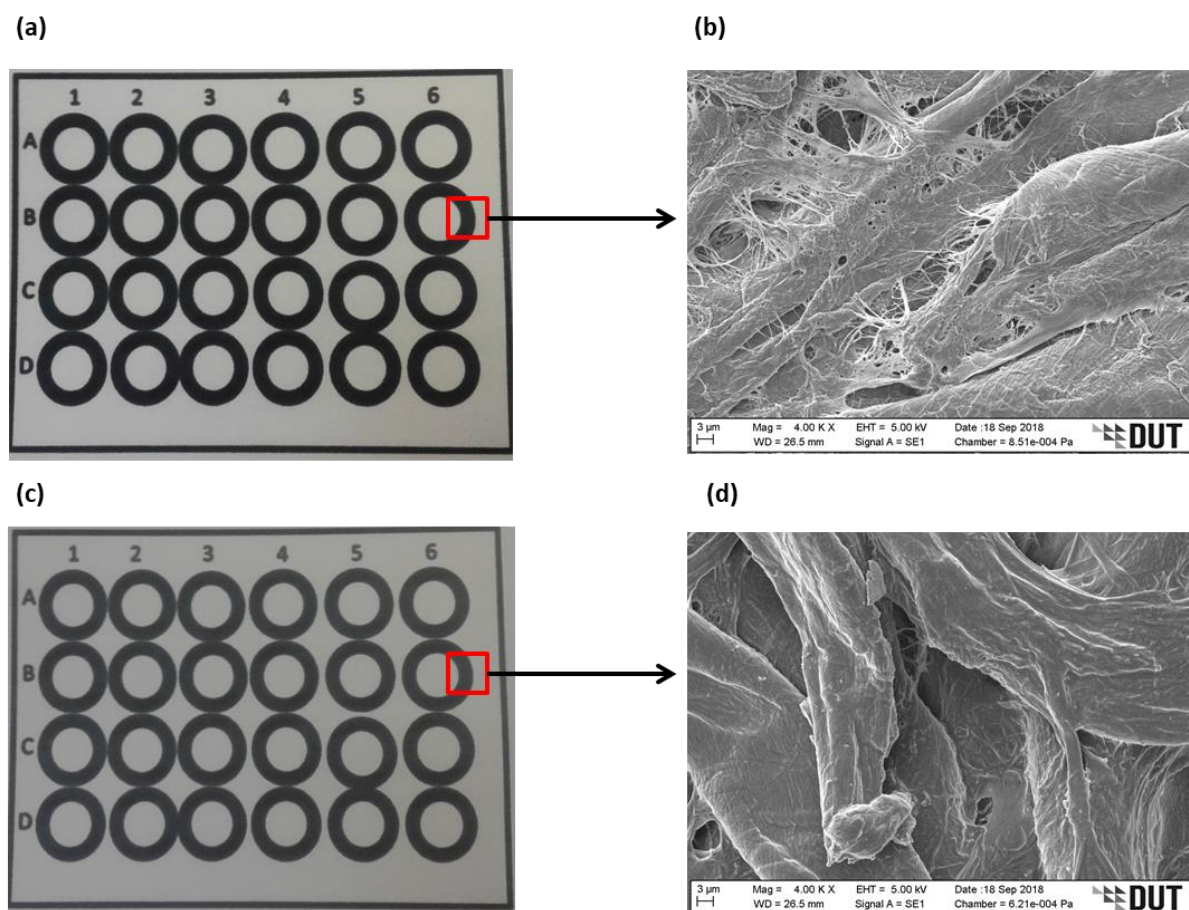 (a)
(b)
1 2 3 4 5 6
A
B
C
D
3 µm Mag = 4.00 K X EHT = 5.00 kV Date :18 Sep 2018 DUT
WD = 26.5 mm Signal A = SE1 Chamber = 8.51e-004 Pa
(c)
(d)
1 2 3 4 5 6
A
B
C
D
3 µm Mag = 4.00 K X EHT = 5.00 kV Date :18 Sep 2018 DUT
WD = 26.5 mm Signal A = SE1 Chamber = 6.21e-004 Pa